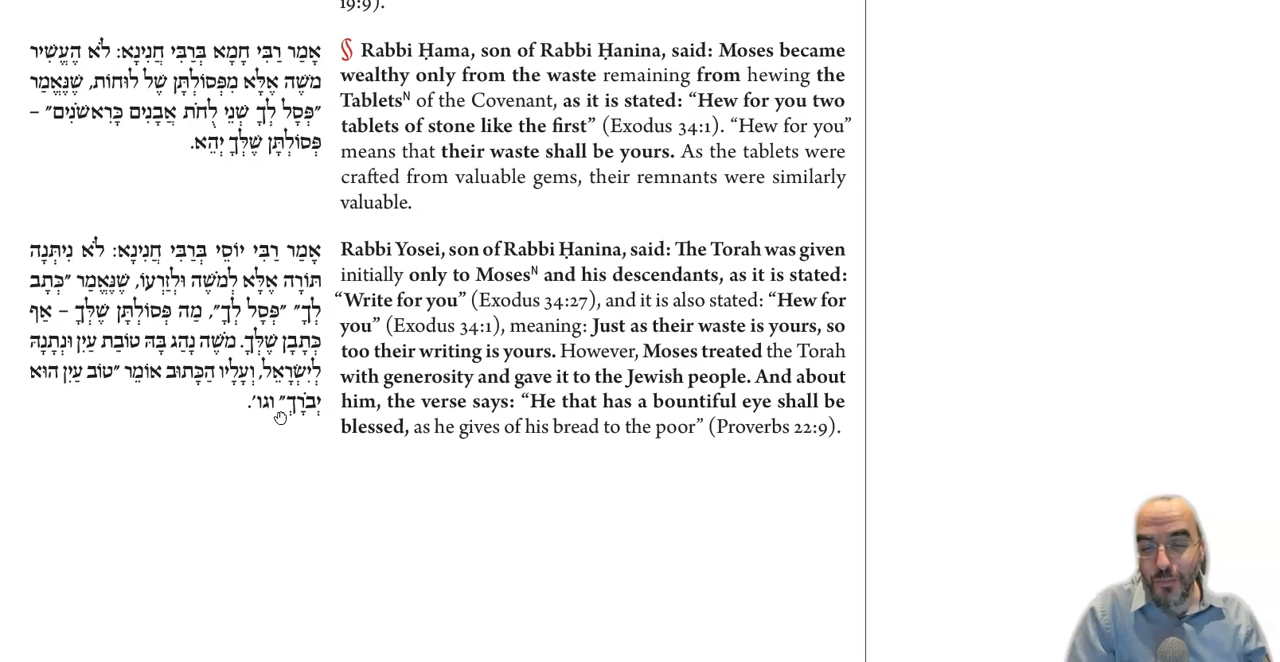 19:9).
אָמַר רַבִּי חָמָא בְּרַבִּי חֲנִינָא: לֹא הֶעֱשִׁיר
מֹשֶׁה אֶלָּא מִפְּסוֹלְתָּן שֶׁל לוּחוֹת, שֶׁנֶּאֱמַר
״פְּסָל לְךָ שְׁנֵי לֻחֹת אֲבָנִים כָּרִאשֹׁנִים״ –
פְּסוֹלְתָּן שֶׁלְּךָ יְהֵא.
§ Rabbi Ḥama, son of Rabbi Ḥanina, said: Moses became
wealthy only from the waste remaining from hewing the
Tabletsᴺ of the Covenant, as it is stated: “Hew for you two
tablets of stone like the first” (Exodus 34:1). “Hew for you”
means that their waste shall be yours. As the tablets were
crafted from valuable gems, their remnants were similarly
valuable.
אָמַר רַבִּי יוֹסֵי בְּרַבִּי חֲנִינָא: לֹא נִיתְּנָה
תּוֹרָה אֶלָּא לְמֹשֶׁה וּלְזַרְעוֹ, שֶׁנֶּאֱמַר ״כְּתָב
לְךָ״ ״פְּסָל לְךָ״, מַה פְּסוֹלְתָּן שֶׁלְּךָ – אַף
כְּתָבָן שֶׁלְּךָ. מֹשֶׁה נָהַג בָּהּ טוֹבַת עַיִן וּנְתָנָהּ
לְיִשְׂרָאֵל, וְעָלָיו הַכָּתוּב אוֹמֵר ״טוֹב עַיִן הוּא
יְבֹרָךְ״ וגו׳.
Rabbi Yosei, son of Rabbi Ḥanina, said: The Torah was given
initially only to Mosesᴺ and his descendants, as it is stated:
“Write for you” (Exodus 34:27), and it is also stated: “Hew for
you” (Exodus 34:1), meaning: Just as their waste is yours, so
too their writing is yours. However, Moses treated the Torah
with generosity and gave it to the Jewish people. And about
him, the verse says: “He that has a bountiful eye shall be
blessed, as he gives of his bread to the poor” (Proverbs 22:9).